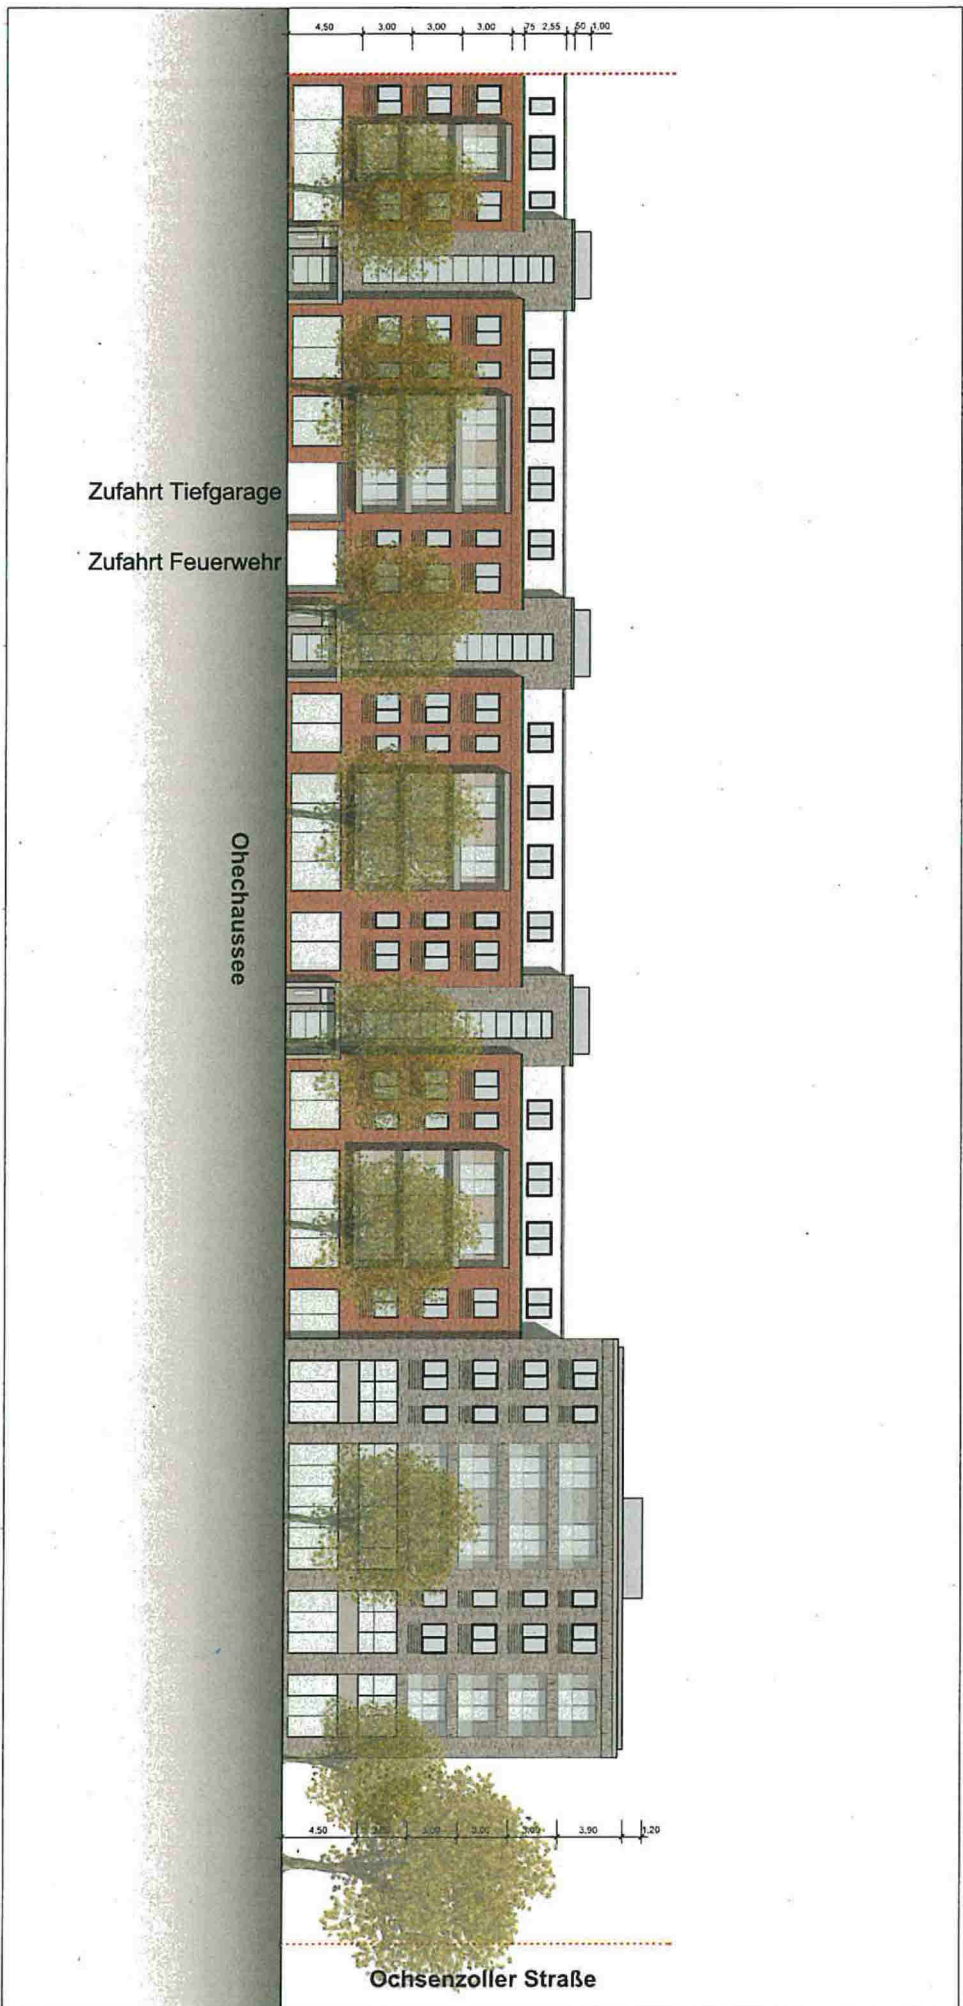 4.50 3.00 3.00 3.00 75 2.55 50 1.00
Zufahrt Tiefgarage
Zufahrt Feuerwehr
Ohechaussee
4.50 3.00 3.00 3.90 1.20
Ochsenzoller Straße